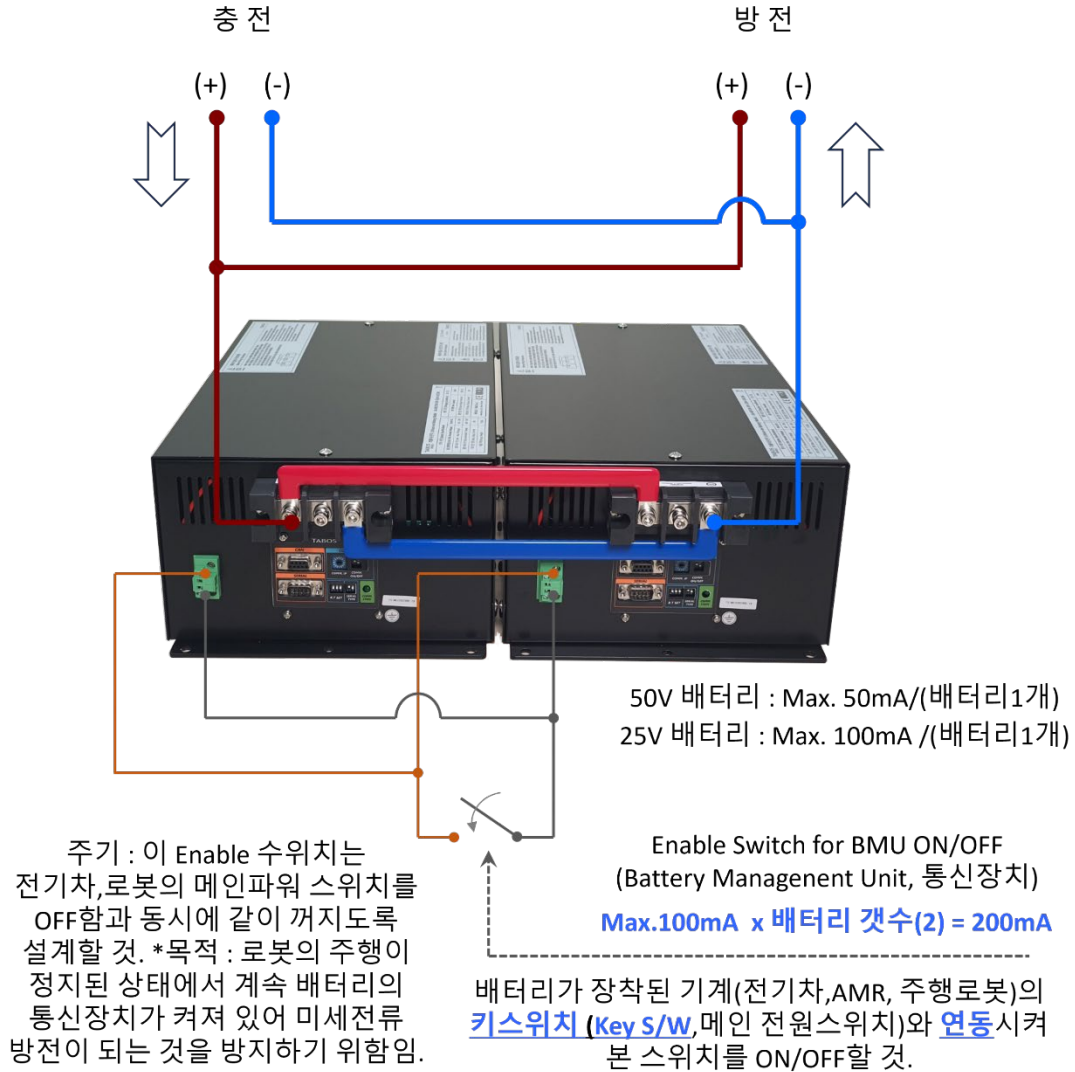 충 전
방 전
(+)
(-)
(+)
(-)
TABOS
50V 배터리 : Max. 50mA/(배터리1개)
25V 배터리 : Max. 100mA /(배터리1개)
주기 : 이 Enable 수위치는
전기차,로봇의 메인파워 스위치를
OFF함과 동시에 같이 꺼지도록
설계할 것. *목적 : 로봇의 주행이
정지된 상태에서 계속 배터리의
통신장치가 켜져 있어 미세전류
방전이 되는 것을 방지하기 위함임.
Enable Switch for BMU ON/OFF
(Battery Managenent Unit, 통신장치)
Max.100mA x 배터리 갯수(2) = 200mA
배터리가 장착된 기계(전기차,AMR, 주행로봇)의
키스위치 (Key S/W,메인 전원스위치)와 연동시켜
본 스위치를 ON/OFF할 것.